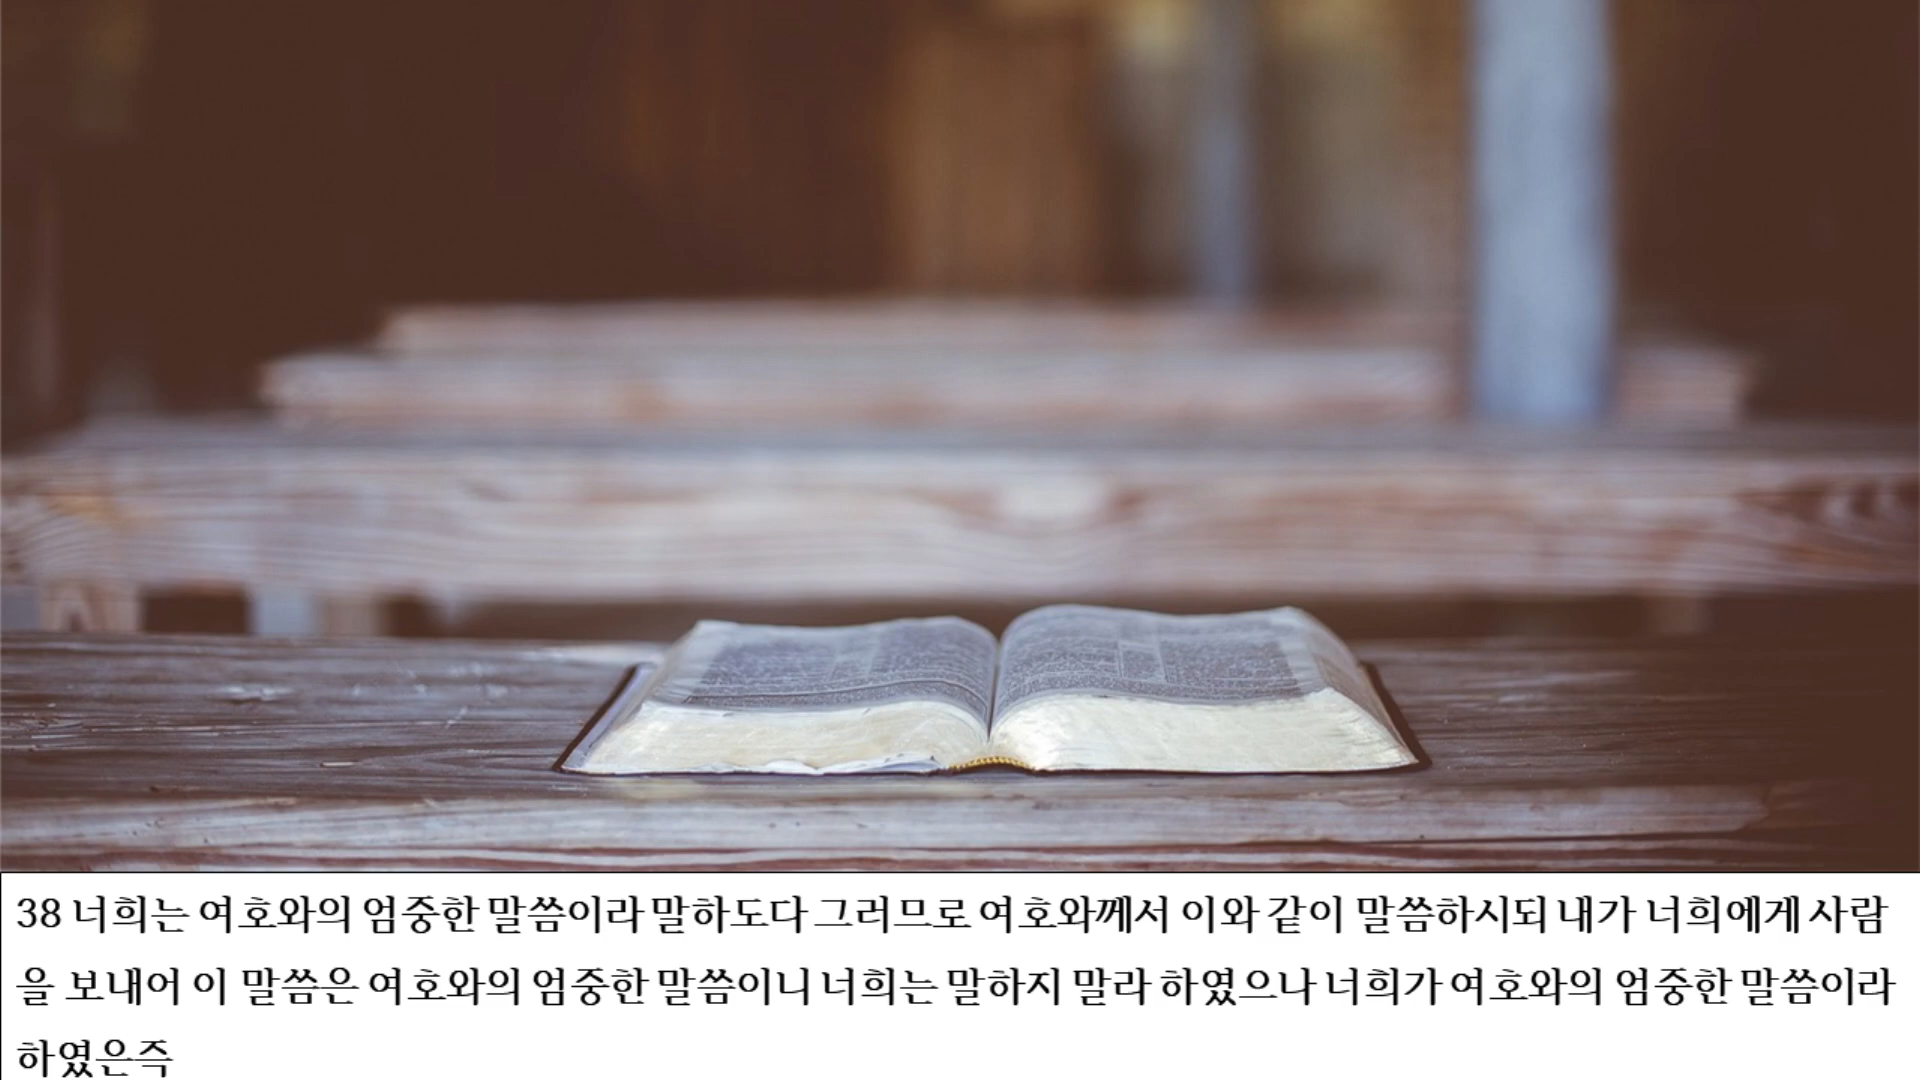 38 너희는 여호와의 엄중한 말씀이라 말하도다 그러므로 여호와께서 이와 같이 말씀하시되 내가 너희에게 사람
을 보내어 이 말씀은 여호와의 엄중한 말씀이니 너희는 말하지 말라 하였으나 너희가 여호와의 엄중한 말씀이라
하였은즉